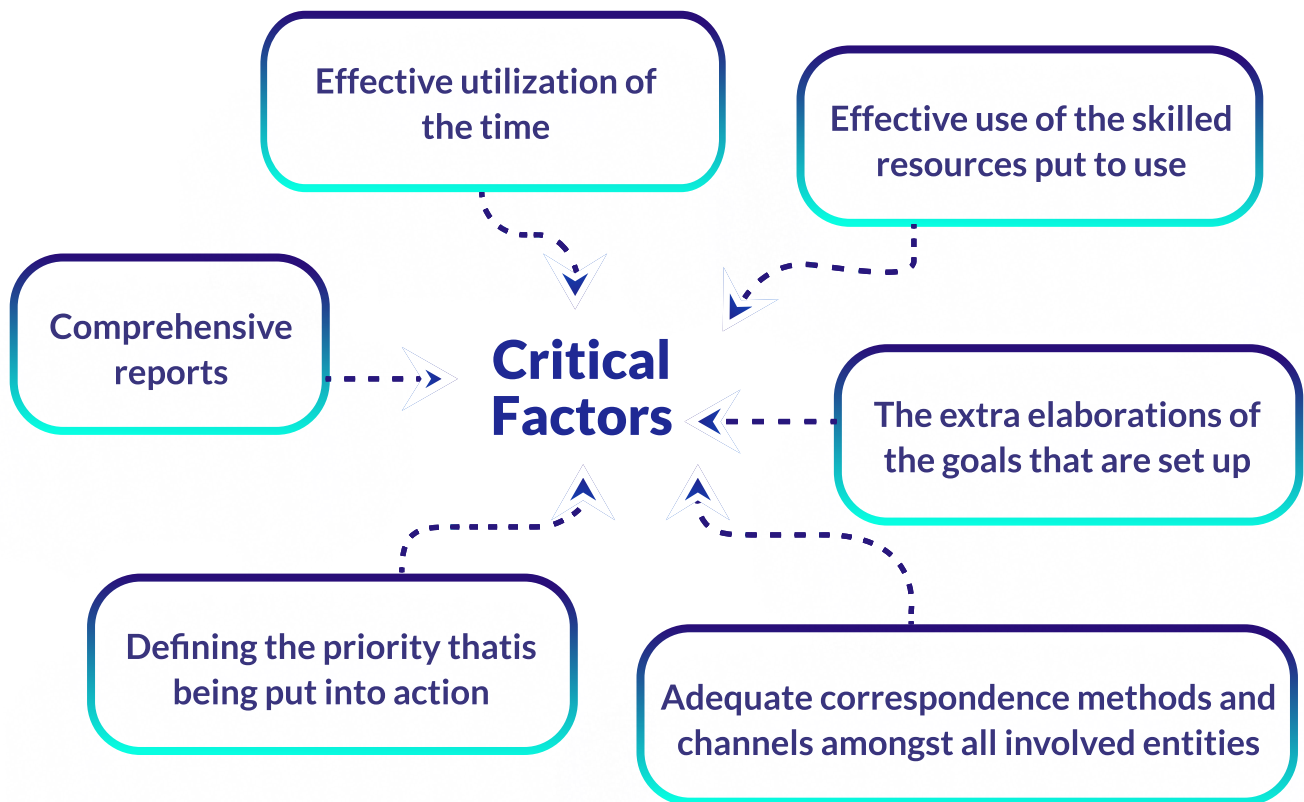 Effective utilization of
the time
Effective use of the skilled
resources put to use
Comprehensive
reports
Critical
Factors
The extra elaborations of
the goals that are set up
Defining the priority thatis
being put into action
Adequate correspondence methods and
channels amongst all involved entities